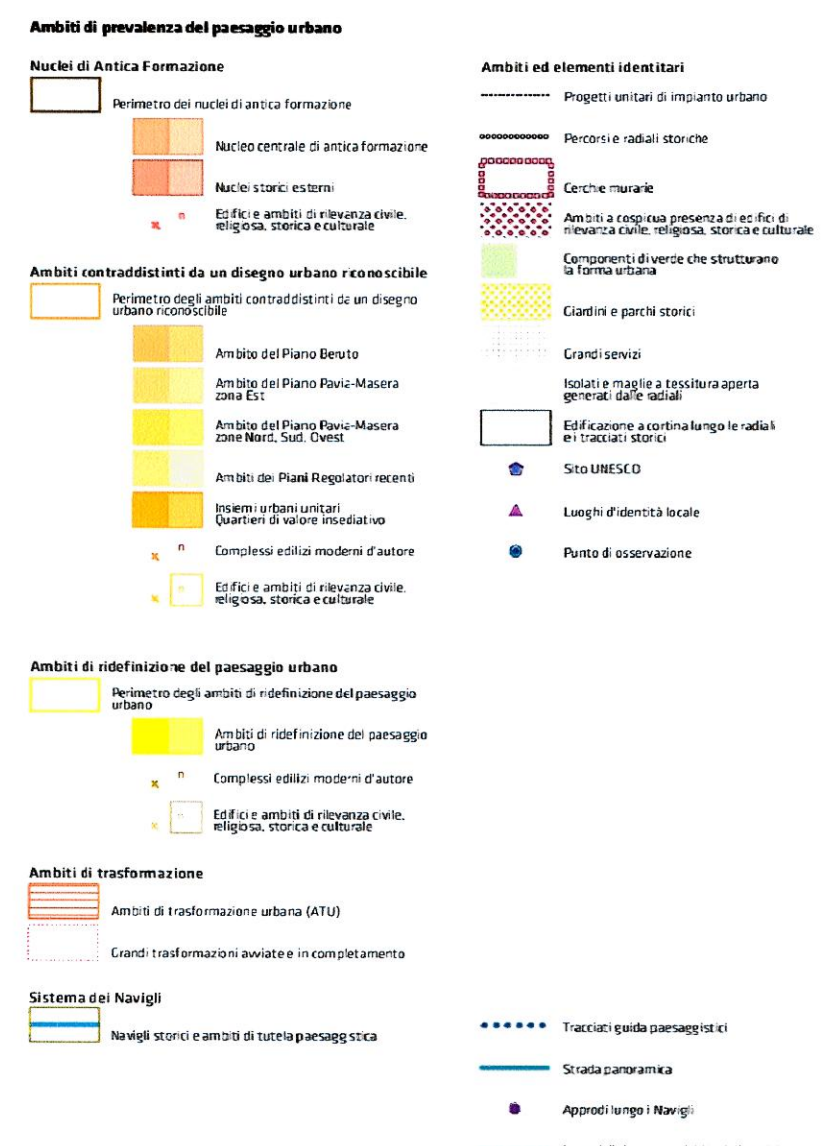 Ambiti di prevalenza del paesaggio urbano
Nuclei di Antica Formazione
Perimetro dei nuclei di antica formazione
Nucleo centrale di antica formazione
Nuclei storici esterni
Edifici e ambiti di rilevanza civile,
religiosa, storica e culturale
Ambiti contraddistinti da un disegno urbano riconoscibile
Perimetro degli ambiti contraddistinti da un disegno
urbano riconoscibile
Ambito del Piano Beruto
Ambito del Piano Pavia-Masera
zona Est
Ambito del Piano Pavia-Masera
zone Nord, Sud, Ovest
Ambiti dei Piani Regolatori recenti
Insiemi urbani unitari
Quartieri di valore insediativo
Complessi edilizi moderni d'autore
Edifici e ambiti di rilevanza civile,
religiosa, storica e culturale
Ambiti di ridefinizione del paesaggio urbano
Perimetro degli ambiti di ridefinizione del paesaggio
urbano
Ambiti di ridefinizione del paesaggio
urbano
Complessi edilizi moderni d'autore
Edifici e ambiti di rilevanza civile,
religiosa, storica e culturale
Ambiti di trasformazione
Ambiti di trasformazione urbana (ATU)
Grandi trasformazioni avviate e in completamento
Sistema dei Navigli
Navigli storici e ambiti di tutela paesaggistica
Ambiti ed elementi identitari
Progetti unitari di impianto urbano
Percorsi e radiali storiche
Cerchie murarie
Ambiti a cospicua presenza di edifici di
rilevanza civile, religiosa, storica e culturale
Componenti di verde che strutturano
la forma urbana
Giardini e parchi storici
Grandi servizi
Isolati e maglie a tessitura aperta
generati dalle radiali
Edificazione a cortina lungo le radiali
e i tracciati storici
Sito UNESCO
Luoghi d'identità locale
Punto di osservazione
Tracciati guida paesaggistici
Strada panoramica
Approdi lungo i Navigli